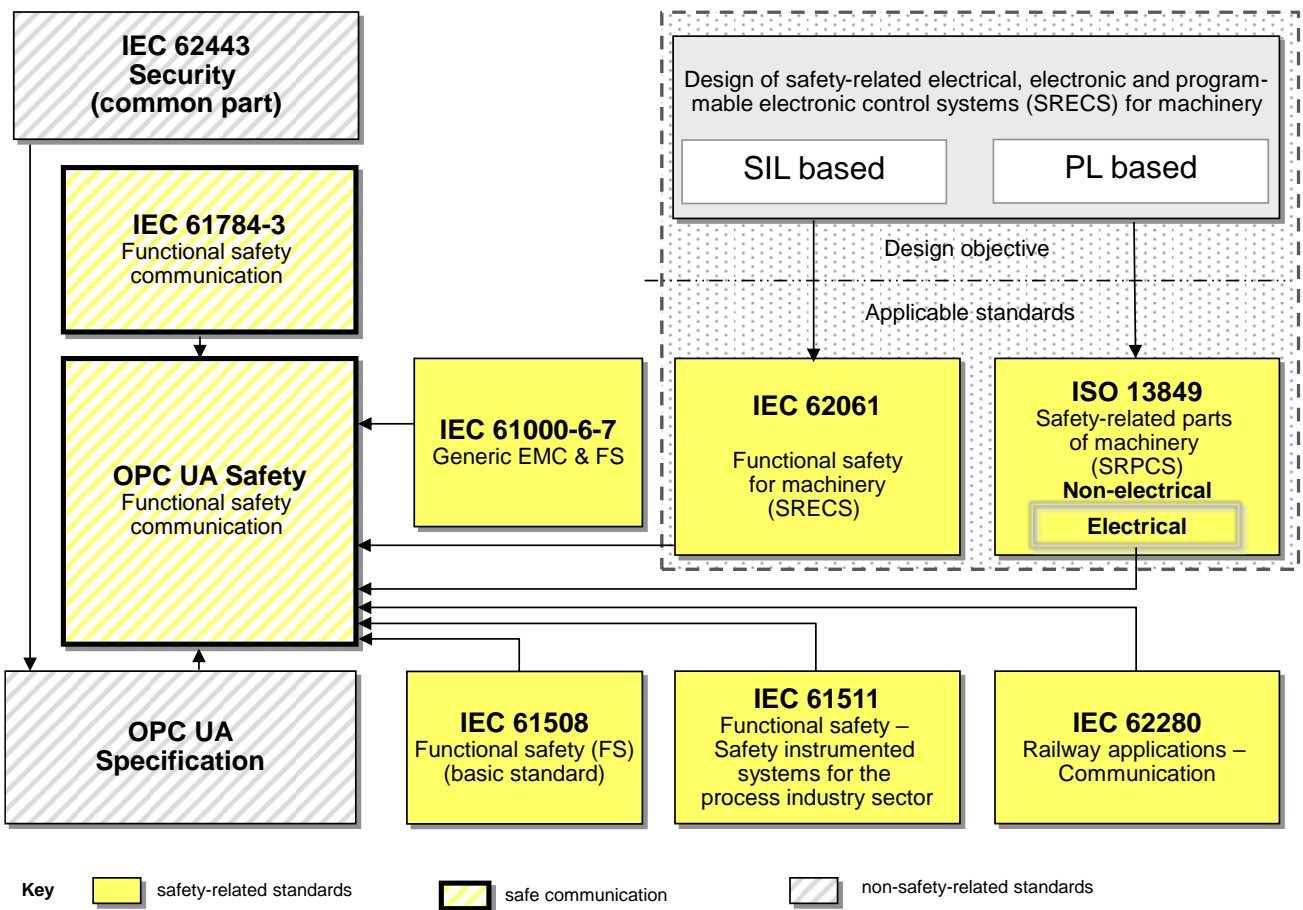 IEC 62443
Security
(common part)
Design of safety-related electrical, electronic and program-
mable electronic control systems (SRECS) for machinery
SIL based
PL based
IEC 61784-3
Functional safety
communication
Design objective
Applicable standards
OPC UA Safety
Functional safety
communication
IEC 61000-6-7
Generic EMC & FS
IEC 62061
Functional safety
for machinery
(SRECS)
ISO 13849
Safety-related parts
of machinery
(SRPCS)
Non-electrical
Electrical
OPC UA
Specification
IEC 61508
Functional safety (FS)
(basic standard)
IEC 61511
Functional safety –
Safety instrumented
systems for the
process industry sector
IEC 62280
Railway applications –
Communication
Key
safety-related standards
safe communication
non-safety-related standards